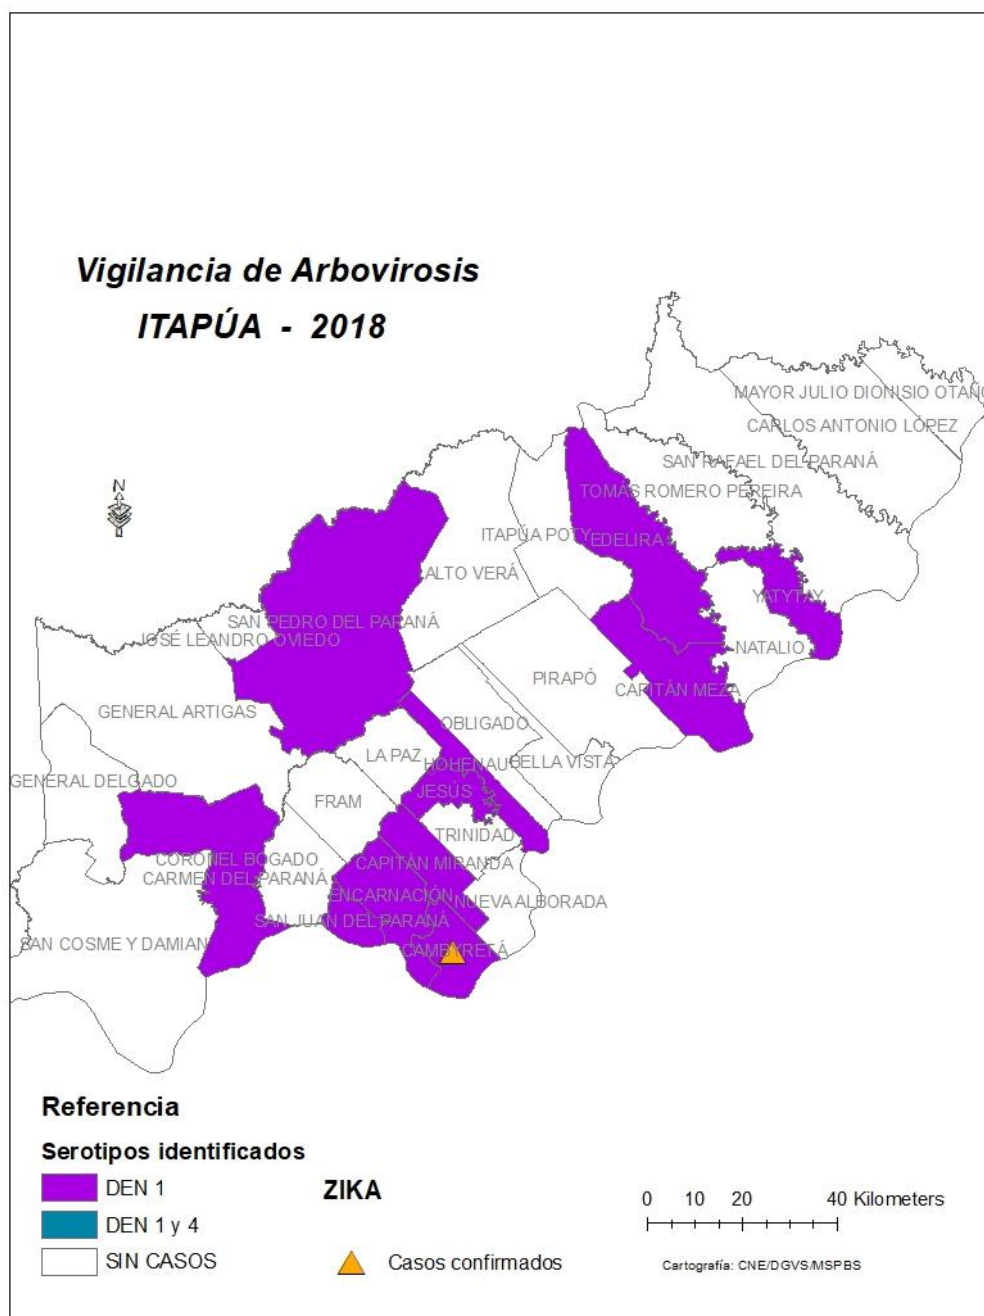 Vigilancia de Arbovirosis
ITAPÚA - 2018
MAYOR JULIO DIONISIO OTAÑO
CARLOS ANTONIO LÓPEZ
SAN RAFAEL DEL PARANÁ
TOMAS ROMERO PEREIRA
N
ITAPÚA POTY
EDELIRA
ALTO VERÁ
YATYTAY
SAN PEDRO DEL PARANÁ
JOSÉ LEANDRO OVIEDO
NATALIO
PIRAPÓ
CAPITÁN MEZA
GENERAL ARTIGAS
OBLIGADO
LA PAZ
HOHENAU
BELLA VISTA
GENERAL DELGADO
JESÚS
FRAM
TRINIDAD
CORONEL BOGADO
CAPITÁN MIRANDA
CARMEN DEL PARANÁ
ENCARNACIÓN
NUEVA ALBORADA
SAN JUAN DEL PARANÁ
SAN COSME Y DAMIAN
CAMBYRETÁ
Referencia
Serotipos identificados
DEN 1
ZIKA
DEN 1 y 4
0 10 20 40 Kilometers
SIN CASOS
Casos confirmados
Cartografía: CNE/DGVS/MSPBS